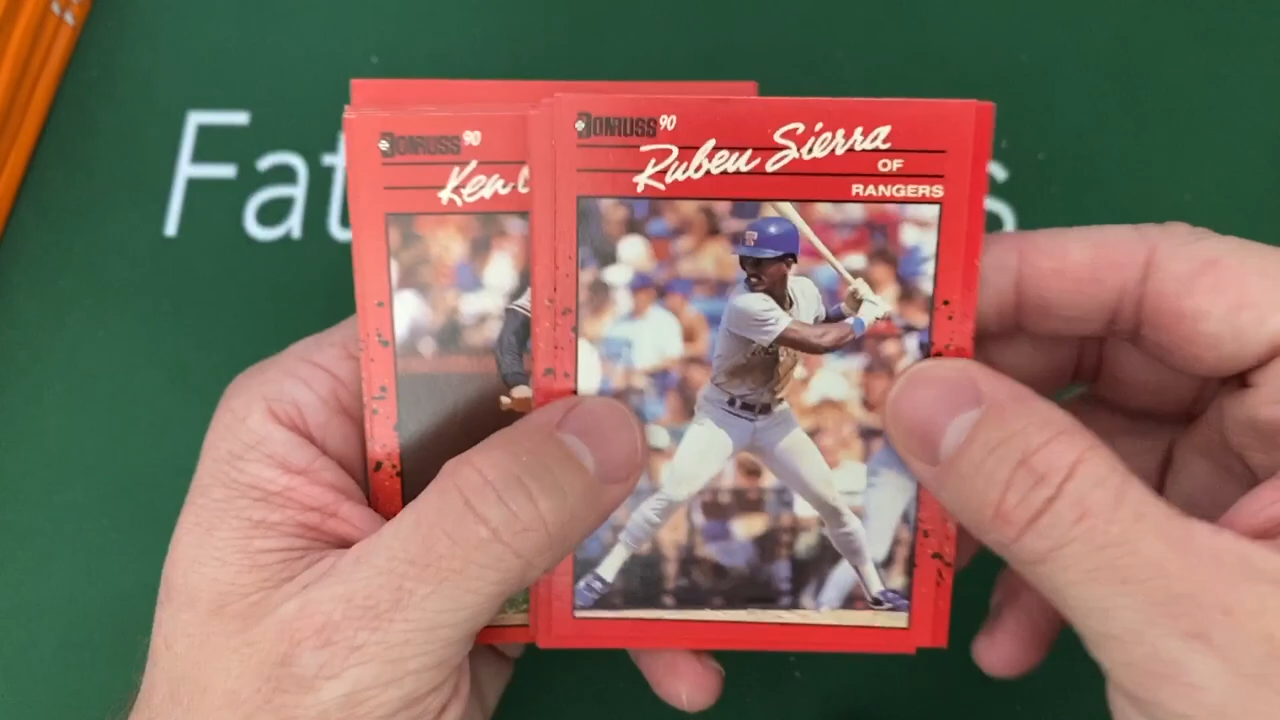 Fat
DONRUSS 90
Ken
DONRUSS 90
Ruben Sierra
OF
RANGERS
s
T